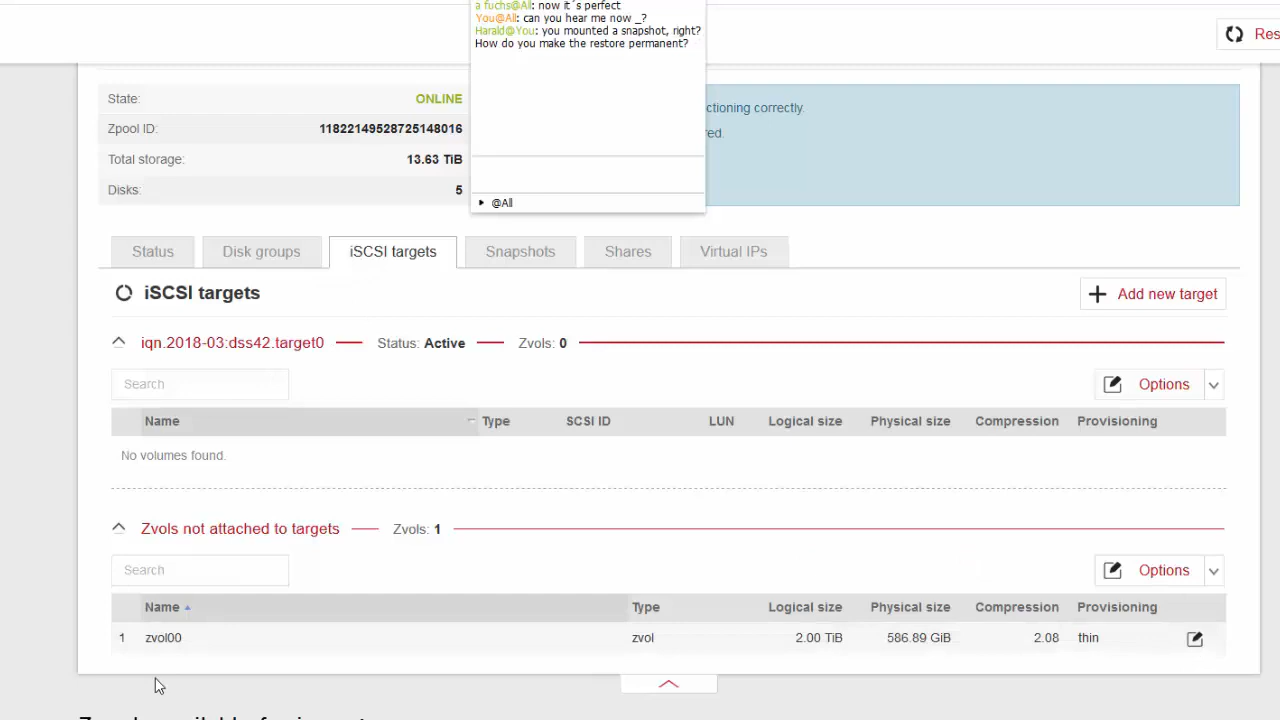 a fuchs@All: now it´s perfect
You@All: can you hear me now _?
Harald@You: you mounted a snapshot, right?
How do you make the restore permanent?
@All
Res
State: ONLINE
Zpool ID: 11822149528725148016
Total storage: 13.63 TiB
Disks: 5
ctioning correctly.
red.
Status Disk groups iSCSI targets Snapshots Shares Virtual IPs
iSCSI targets Add new target
iqn.2018-03:dss42.target0 Status: Active Zvols: 0
Search Options
Name Type SCSI ID LUN Logical size Physical size Compression Provisioning
No volumes found.
Zvols not attached to targets Zvols: 1
Search Options
Name Type Logical size Physical size Compression Provisioning
1 zvol00 zvol 2.00 TiB 586.89 GiB 2.08 thin